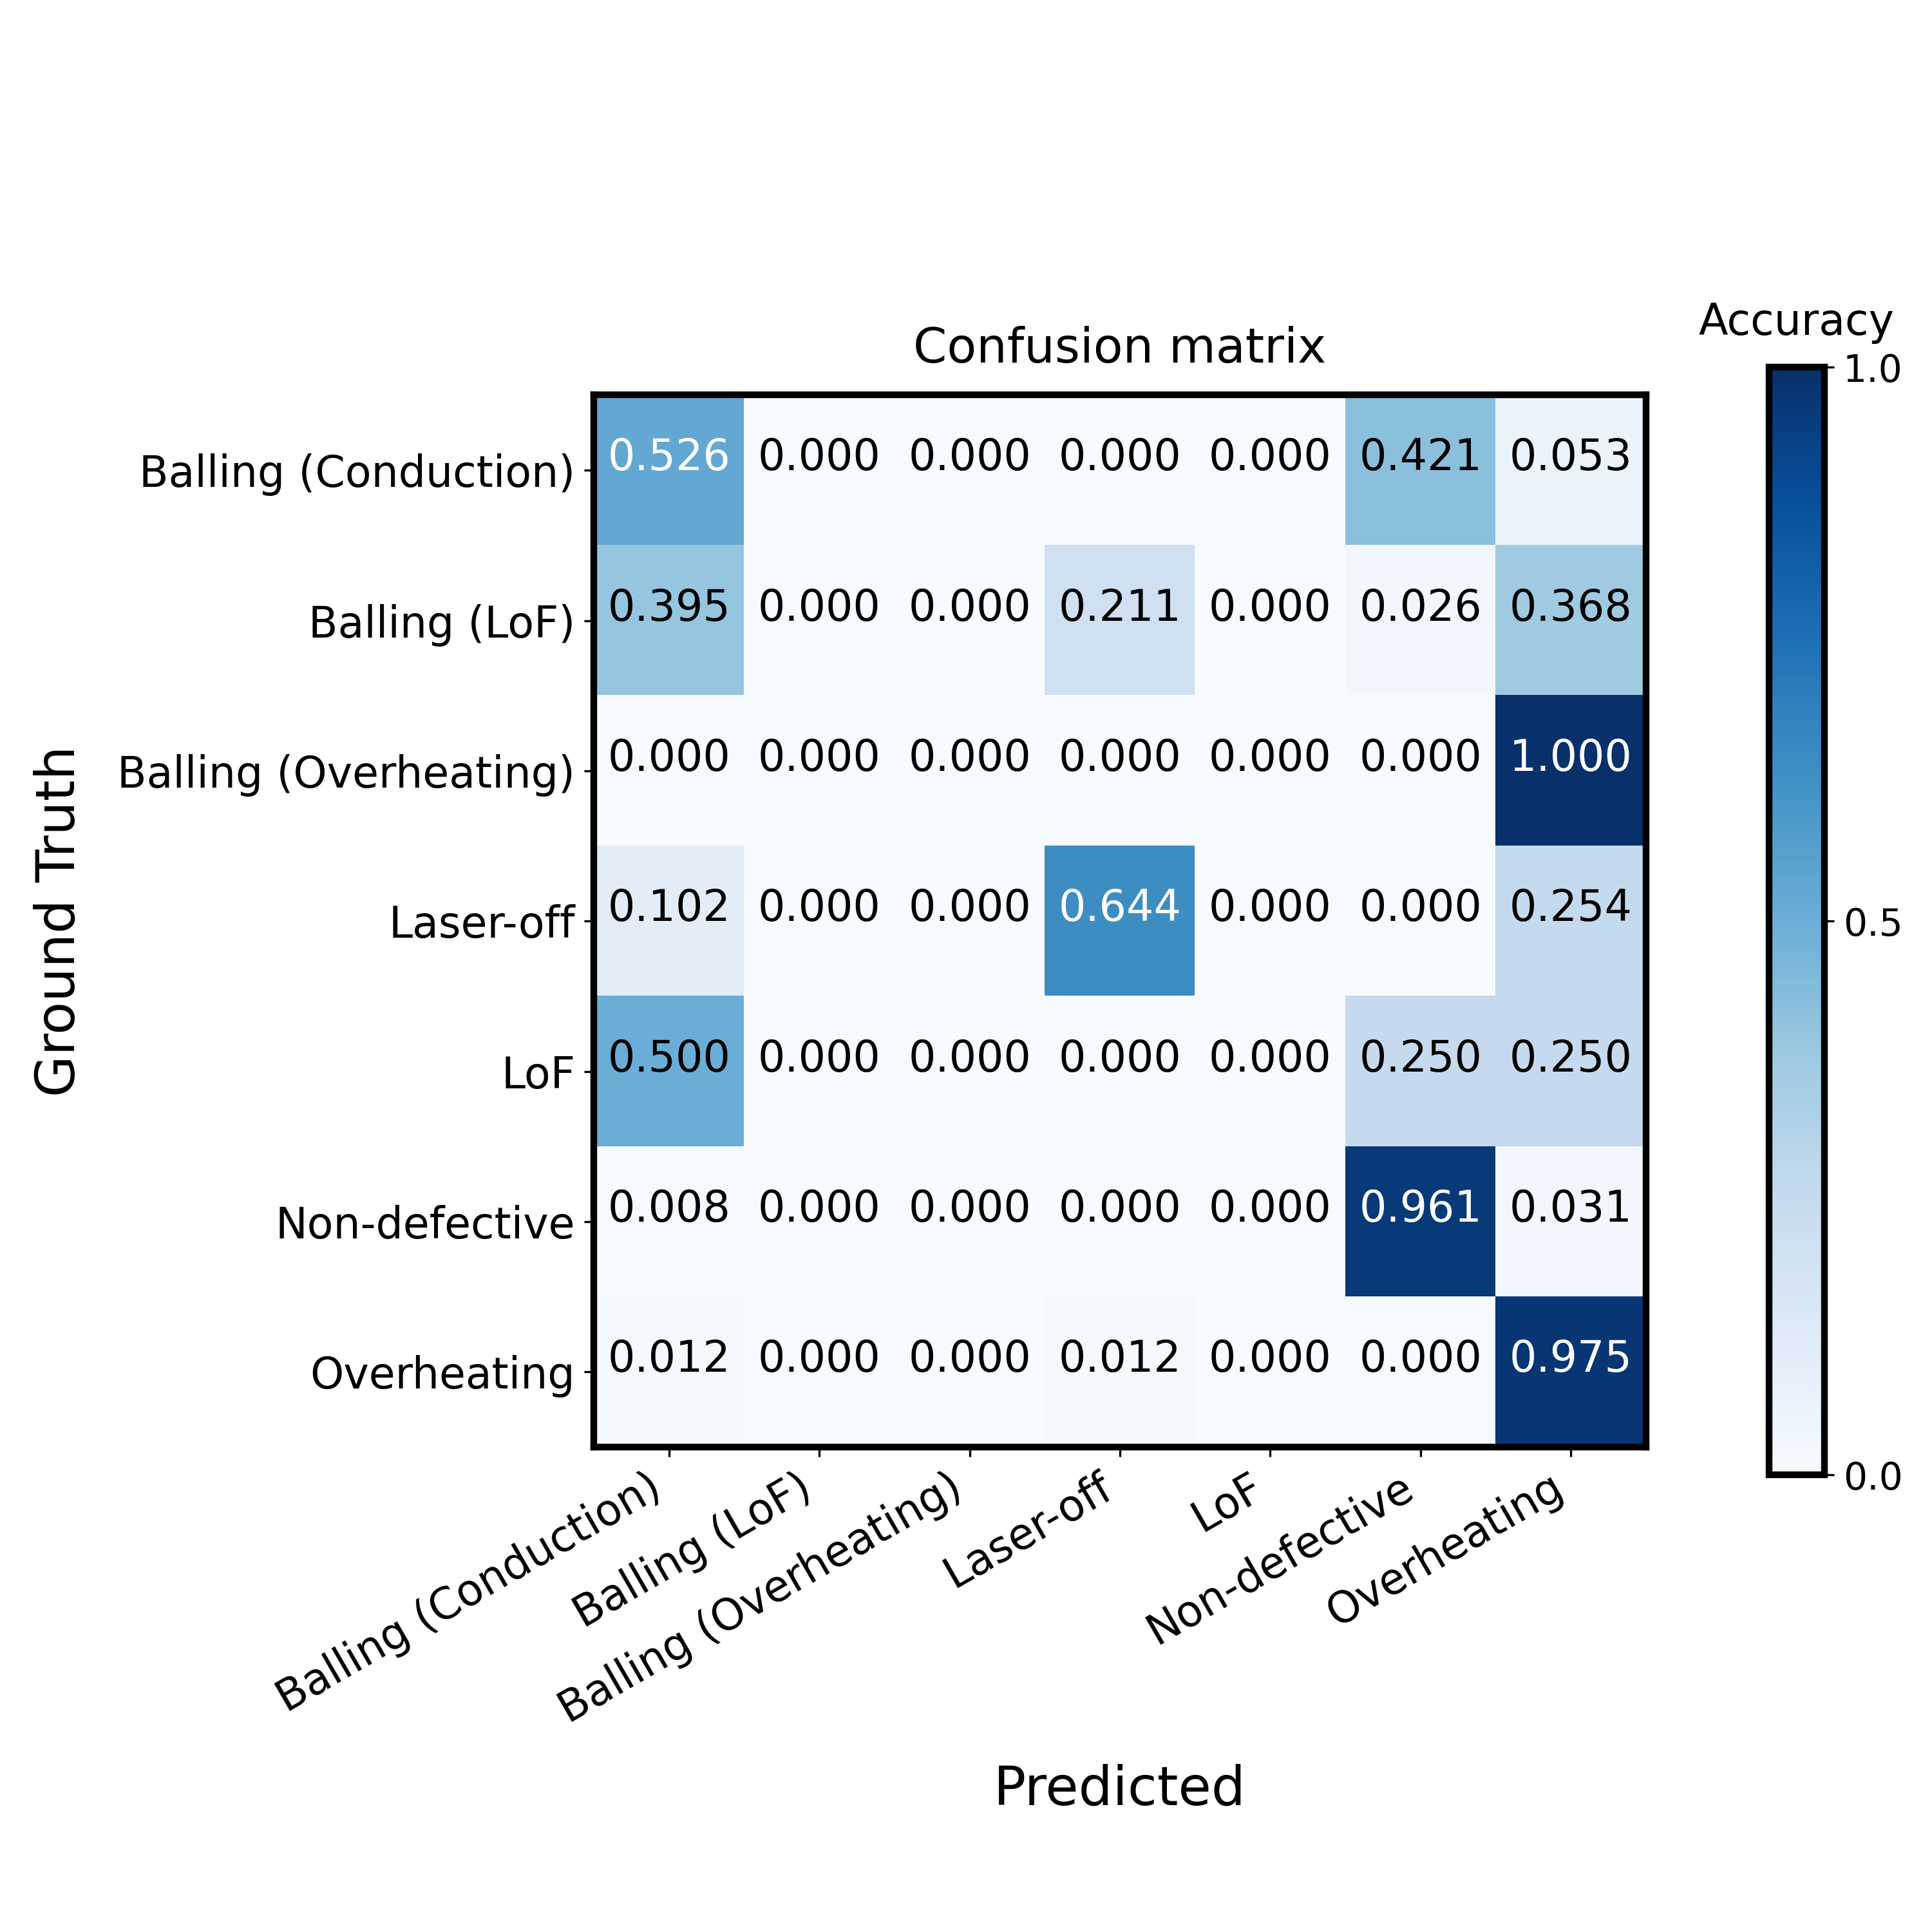 Accuracy
Confusion matrix
1.0
0.5
0.0
Ground Truth
Balling (Conduction) 0.526 0.000 0.000 0.000 0.000 0.421 0.053
Balling (LoF) 0.395 0.000 0.000 0.211 0.000 0.026 0.368
Balling (Overheating) 0.000 0.000 0.000 0.000 0.000 0.000 1.000
Laser-off 0.102 0.000 0.000 0.644 0.000 0.000 0.254
LoF 0.500 0.000 0.000 0.000 0.000 0.250 0.250
Non-defective 0.008 0.000 0.000 0.000 0.000 0.961 0.031
Overheating 0.012 0.000 0.000 0.012 0.000 0.000 0.975
Balling (Conduction)
Balling (LoF)
Balling (Overheating)
Laser-off
LoF
Non-defective
Overheating
Predicted